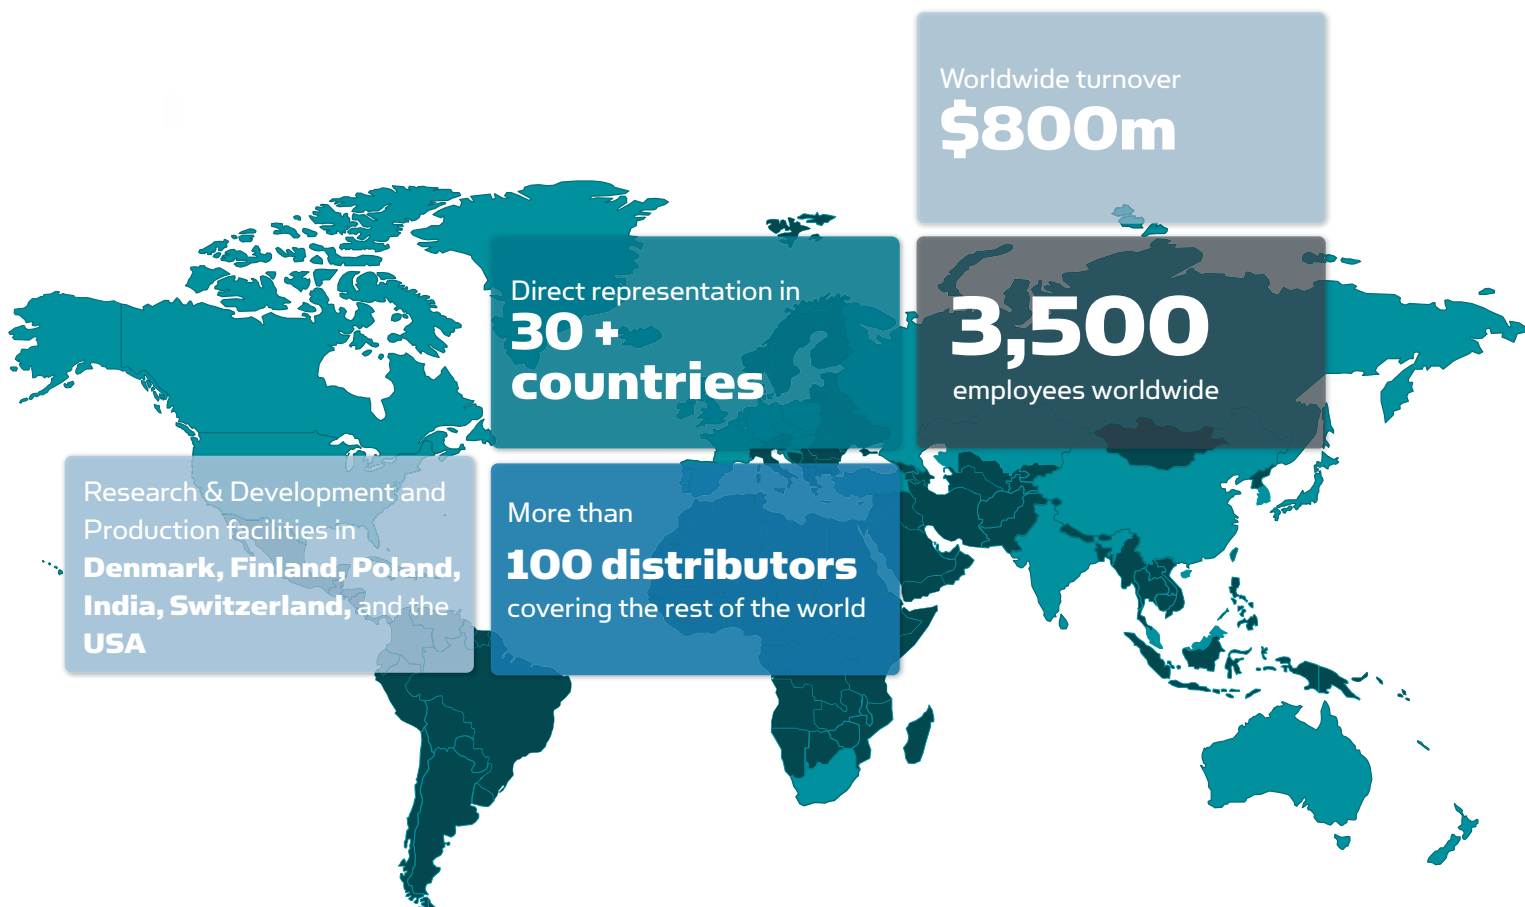 Worldwide turnover
$800m
Direct representation in
30 +
countries
3,500
employees worldwide
Research & Development and
Production facilities in
Denmark, Finland, Poland,
India, Switzerland, and the
USA
More than
100 distributors
covering the rest of the world